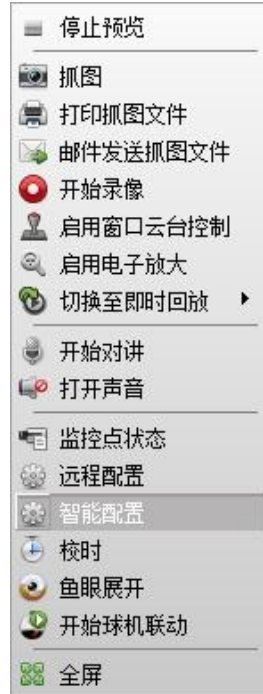 停止预览
抓图
打印抓图文件
邮件发送抓图文件
开始录像
启用窗口云台控制
启用电子放大
切换至即时回放
开始对讲
打开声音
监控点状态
远程配置
智能配置
校时
鱼眼展开
开始球机联动
全屏